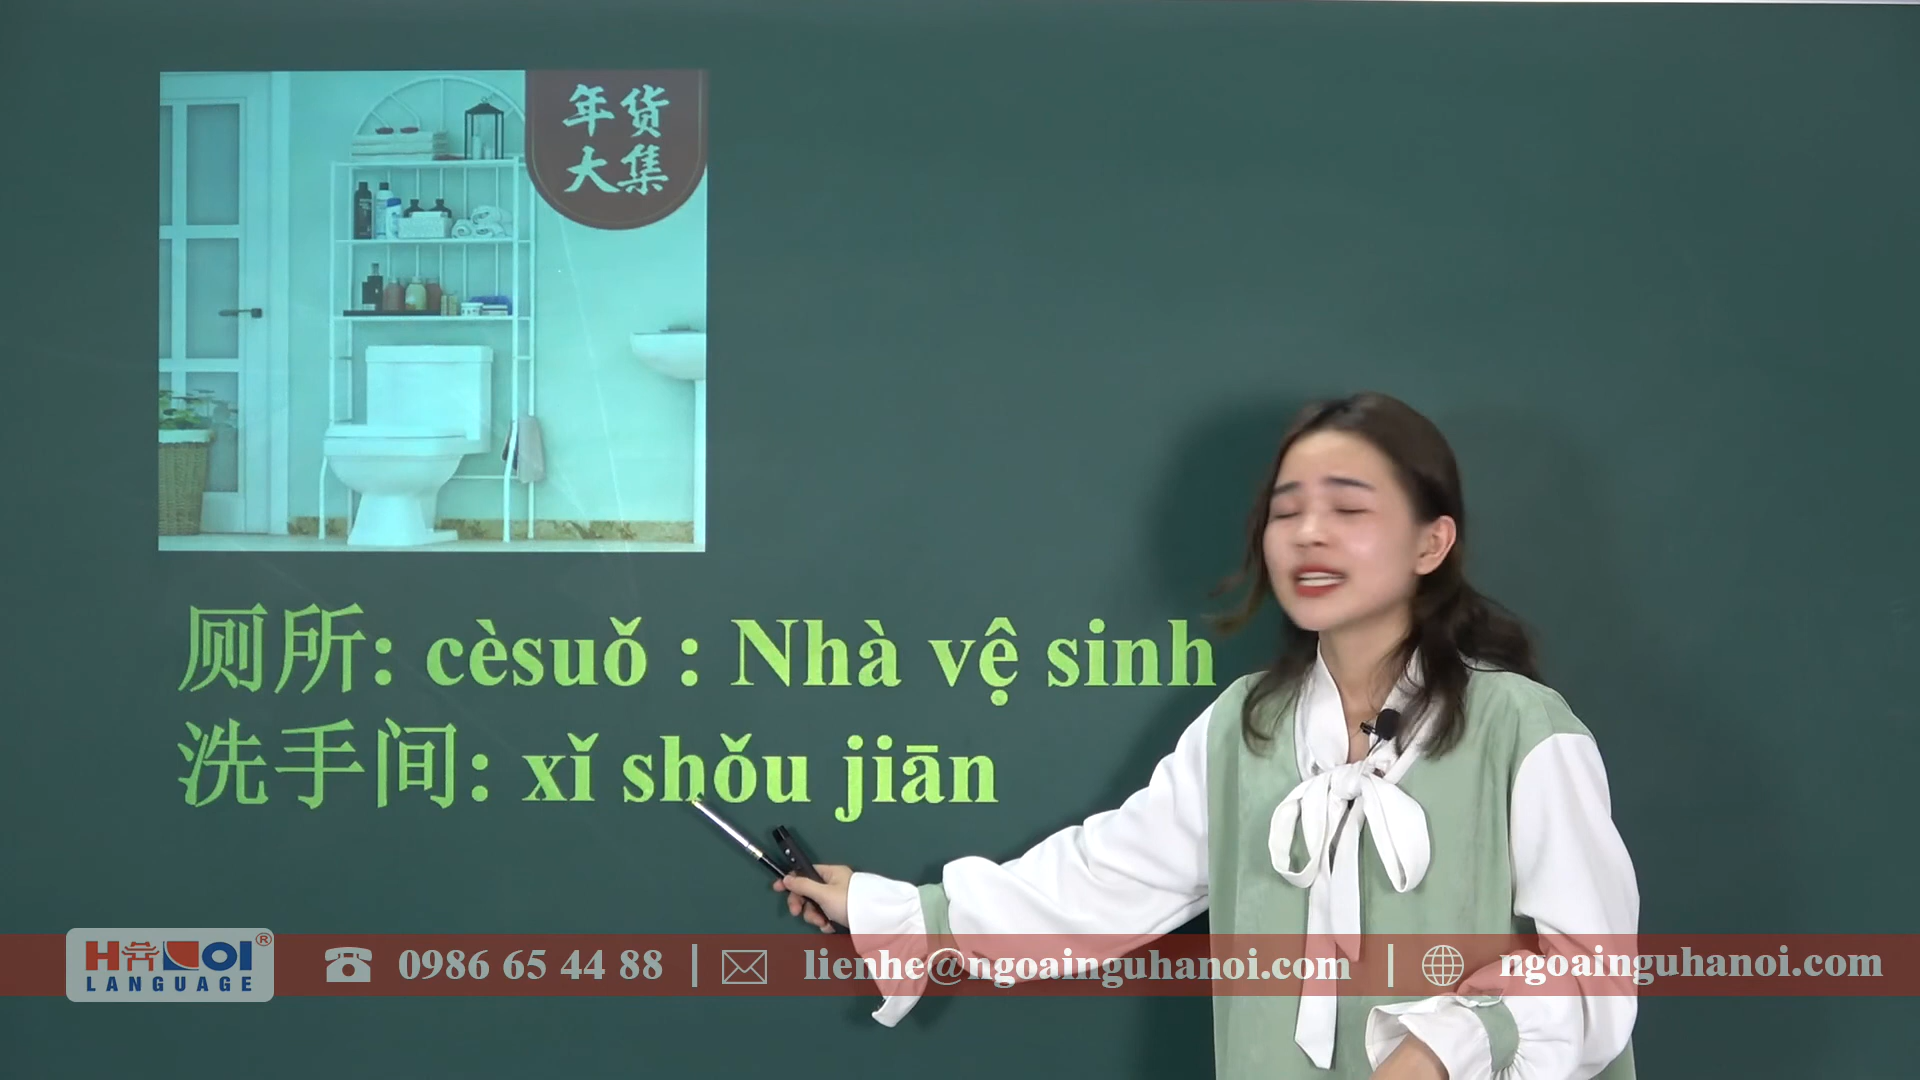 年货
大集
厕所: cèsuǒ : Nhà vệ sinh
洗手间: xǐ shǒu jiān
HANOI®
LANGUAGE
0986 65 44 88 | lienhe@ngoainguhanoi.com | ngoainguhanoi.com